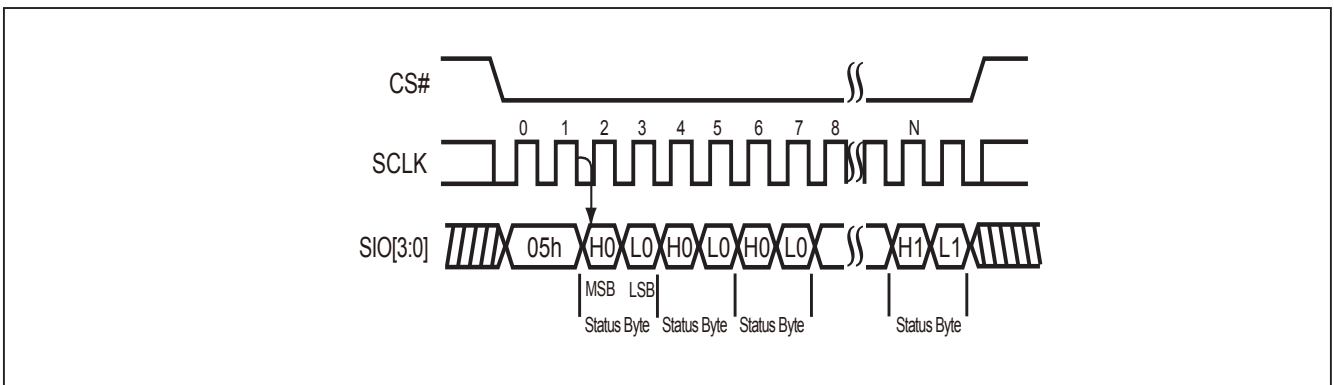 CS#
0 1 2 3 4 5 6 7 8 N
SCLK
SIO[3:0] 05h H0 L0 H0 L0 H0 L0 H1 L1
MSB LSB
Status Byte Status Byte Status Byte Status Byte